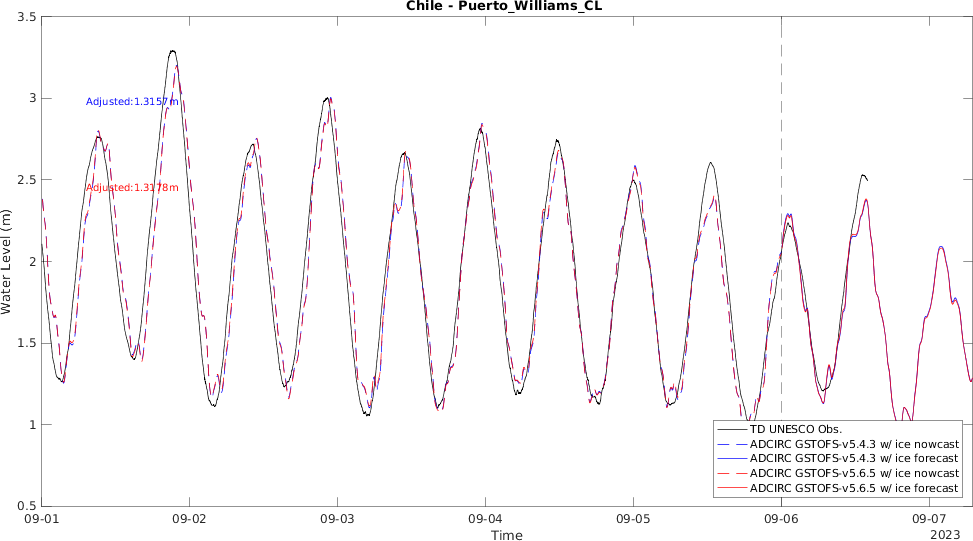 Chile - Puerto_Williams_CL
3.5
3
2.5
2
1.5
1
0.5
Water Level (m)
Adjusted:1.3157m
Adjusted:1.3178m
TD UNESCO Obs.
ADCIRC GSTOFS-v5.4.3 w/ ice nowcast
ADCIRC GSTOFS-v5.4.3 w/ ice forecast
ADCIRC GSTOFS-v5.6.5 w/ ice nowcast
ADCIRC GSTOFS-v5.6.5 w/ ice forecast
09-01 09-02 09-03 09-04 09-05 09-06 09-07
Time
2023